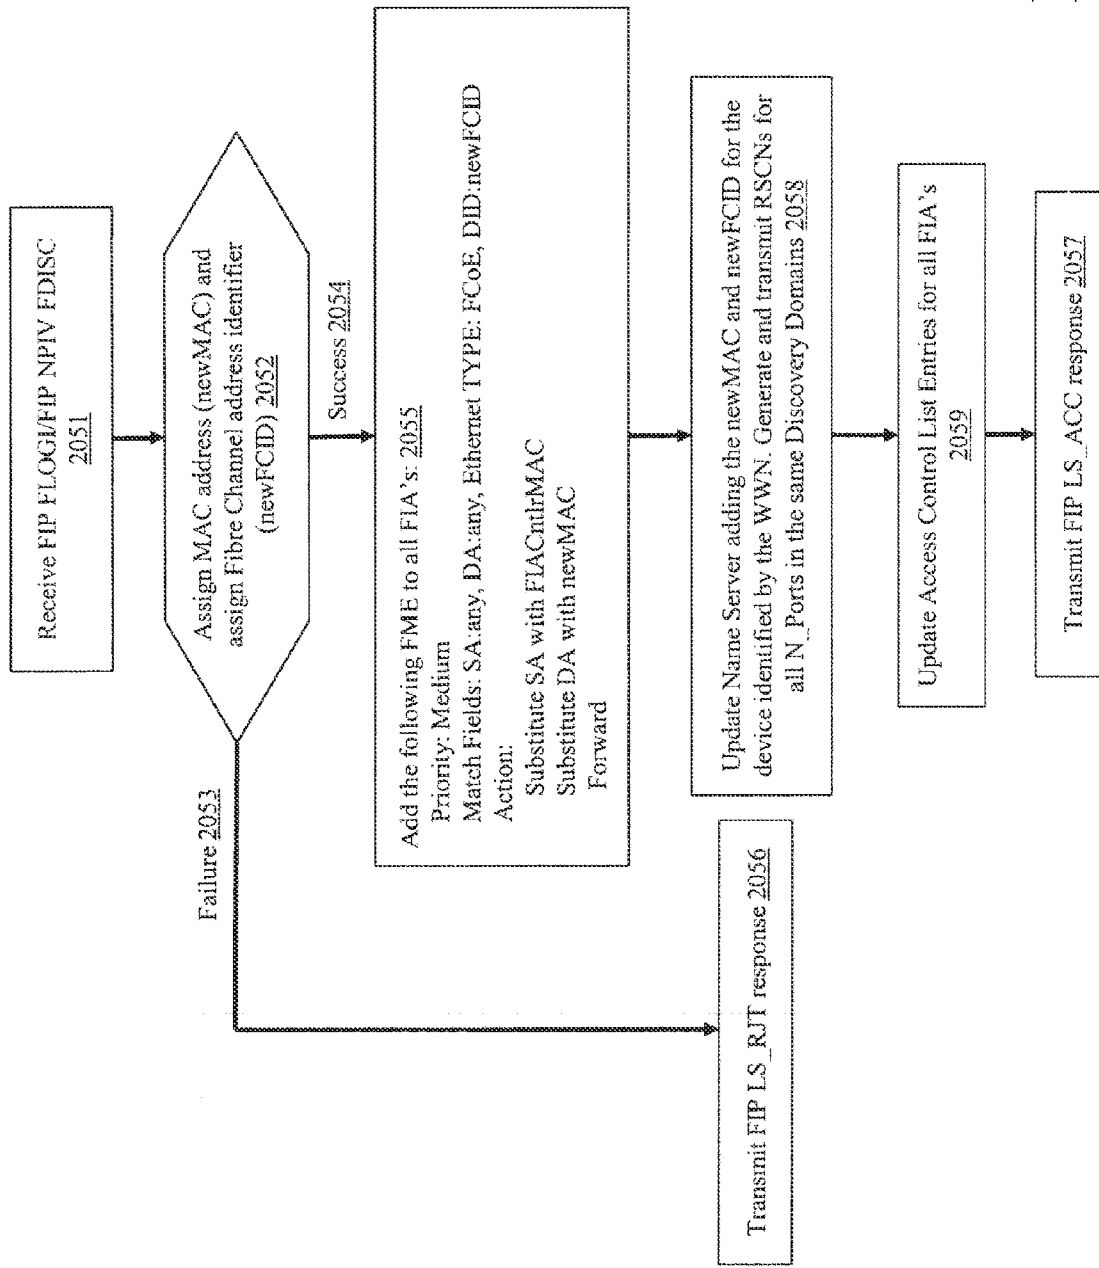 Receive FIP FLOGI/FIP NPIV FDISC
2051
Assign MAC address (newMAC) and
assign Fibre Channel address identifier
(newFCID) 2052
Failure 2053
Success 2054
Add the following FME to all FIA's: 2055
Priority: Medium
Match Fields: SA:any, DA:any, Ethernet TYPE: FCoE, DID:newFCID
Action:
Substitute SA with FIACntlrMAC
Substitute DA with newMAC
Forward
Update Name Server adding the newMAC and newFCID for the
device identified by the WWN. Generate and transmit RSCNs for
all N_Ports in the same Discovery Domains 2058
Transmit FIP LS_RJT response 2056
Update Access Control List Entries for all FIA's
2059
Transmit FIP LS_ACC response 2057